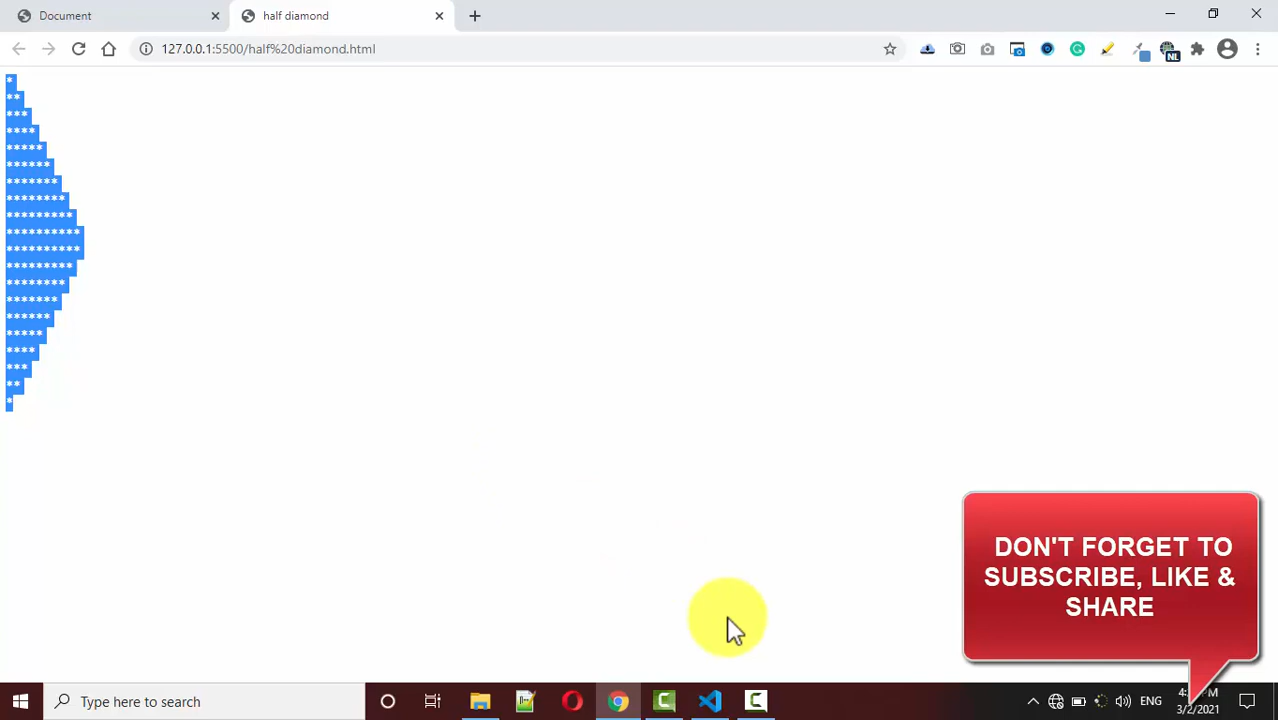 Document
half diamond
127.0.0.1:5500/half%20diamond.html
NL
*
**
***
****
*****
******
*******
********
*********
**********
**********
*********
********
*******
******
*****
****
***
**
*
DON'T FORGET TO
SUBSCRIBE, LIKE &
SHARE
Type here to search
ENG
3/2/2021